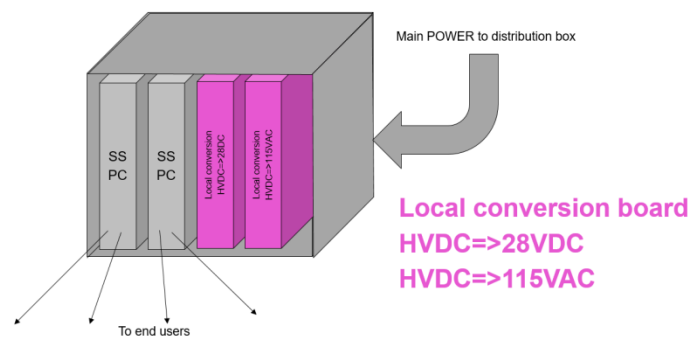 Main POWER to distribution box
SS
PC
SS
PC
Local conversion
HVDC=>28DC
Local conversion
HVDC=>115VAC
Local conversion board
HVDC=>28VDC
HVDC=>115VAC
To end users